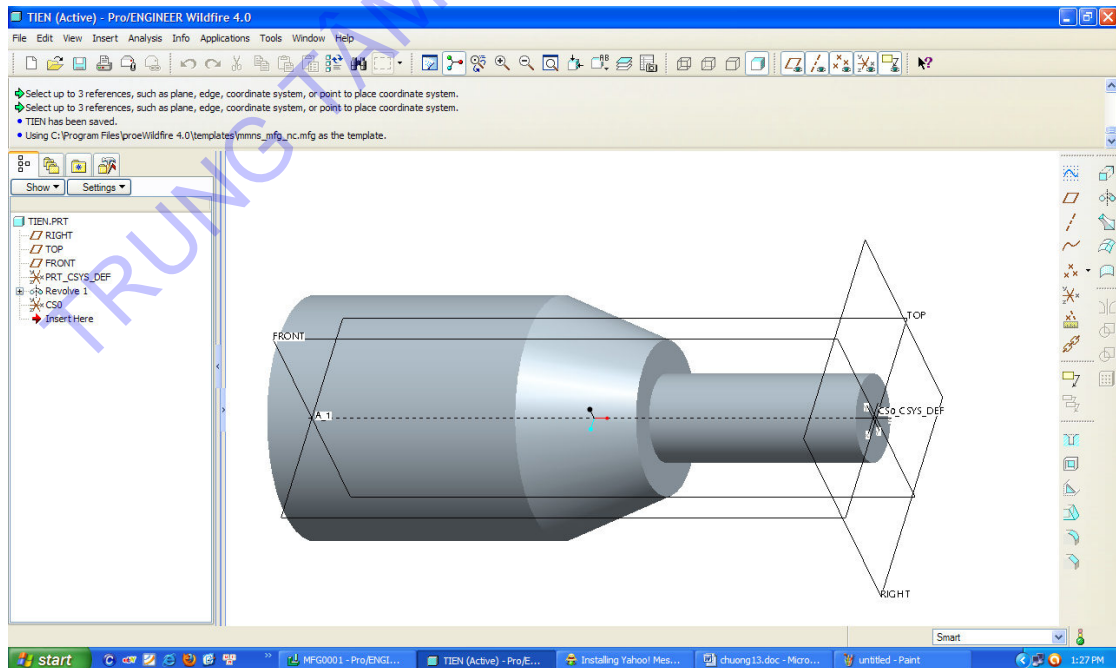 TIEN (Active) - Pro/ENGINEER Wildfire 4.0
File Edit View Insert Analysis Info Applications Tools Window Help
Select up to 3 references, such as plane, edge, coordinate system, or point to place coordinate system.
Select up to 3 references, such as plane, edge, coordinate system, or point to place coordinate system.
• TIEN has been saved.
• Using C:\Program Files\proeWildfire 4.0\templates\mmns_mfg_nc.mfg as the template.
Show Settings
TIEN.PRT
RIGHT
TOP
FRONT
PRT_CSYS_DEF
Revolve 1
CS0
Insert Here
TRUNG TÂM
TOP
FRONT
A_1
CS0_CSYS_DEF
RIGHT
Smart
start
MFG0001 - Pro/ENGI...
TIEN (Active) - Pro/E...
Installing Yahoo! Mes...
chuong13.doc - Micro...
untitled - Paint
1:27PM